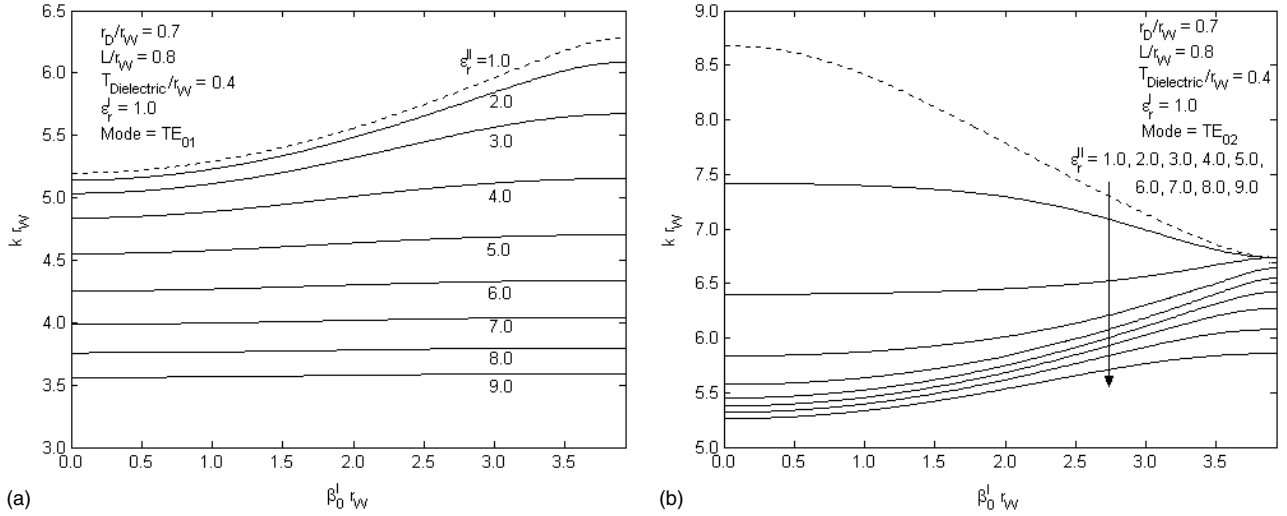 6.5
6.0
5.5
5.0
4.5
4.0
3.5
3.0
k r_W
r_D/r_W = 0.7
L/r_W = 0.8
T_Dielectric/r_W = 0.4
ε_r^I = 1.0
Mode = TE_01
ε_r^II = 1.0
2.0
3.0
4.0
5.0
6.0
7.0
8.0
9.0
0.0 0.5 1.0 1.5 2.0 2.5 3.0 3.5
β_0^I r_W
(a)
9.0
8.5
8.0
7.5
7.0
6.5
6.0
5.5
5.0
k r_W
r_D/r_W = 0.7
L/r_W = 0.8
T_Dielectric/r_W = 0.4
ε_r^I = 1.0
Mode = TE_02
ε_r^II = 1.0, 2.0, 3.0, 4.0, 5.0,
6.0, 7.0, 8.0, 9.0
0.0 0.5 1.0 1.5 2.0 2.5 3.0 3.5
β_0^I r_W
(b)